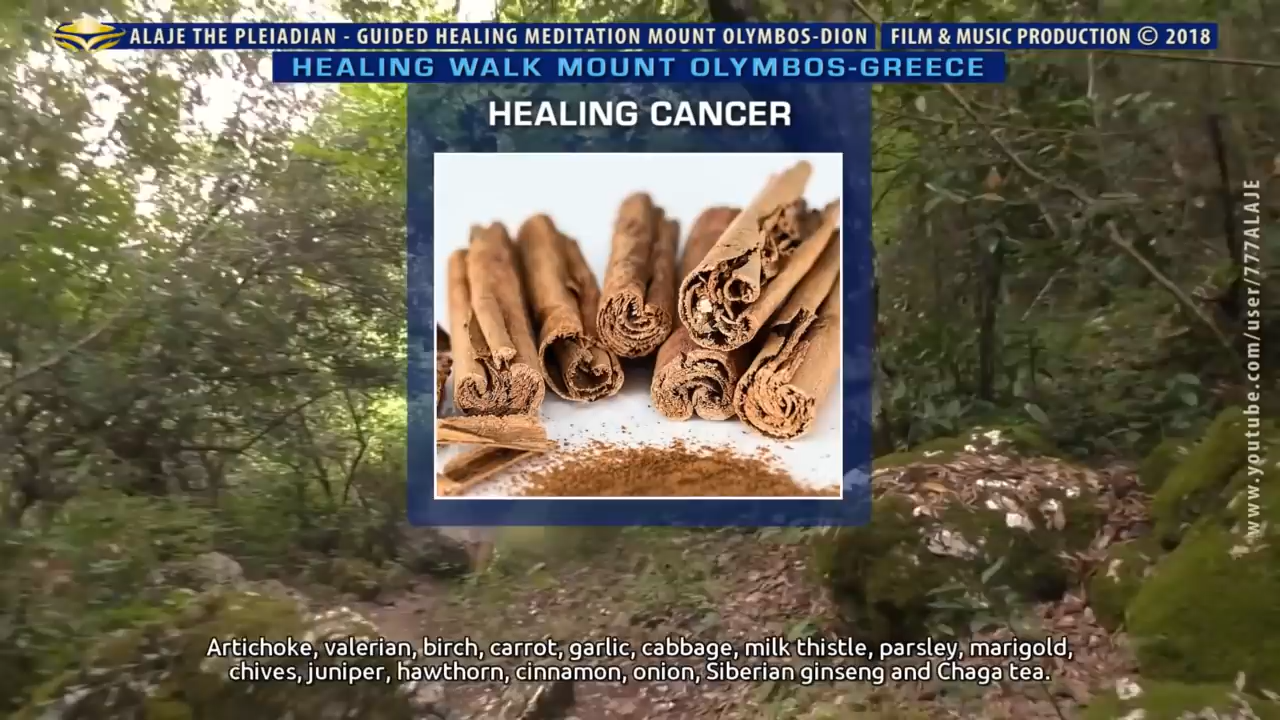 ALAJE THE PLEIADIAN - GUIDED HEALING MEDITATION MOUNT OLYMBOS-DION FILM & MUSIC PRODUCTION © 2018
HEALING WALK MOUNT OLYMBOS-GREECE
HEALING CANCER
www.youtube.com/user/777ALAJE
Artichoke, valerian, birch, carrot, garlic, cabbage, milk thistle, parsley, marigold,
chives, juniper, hawthorn, cinnamon, onion, Siberian ginseng and Chaga tea.